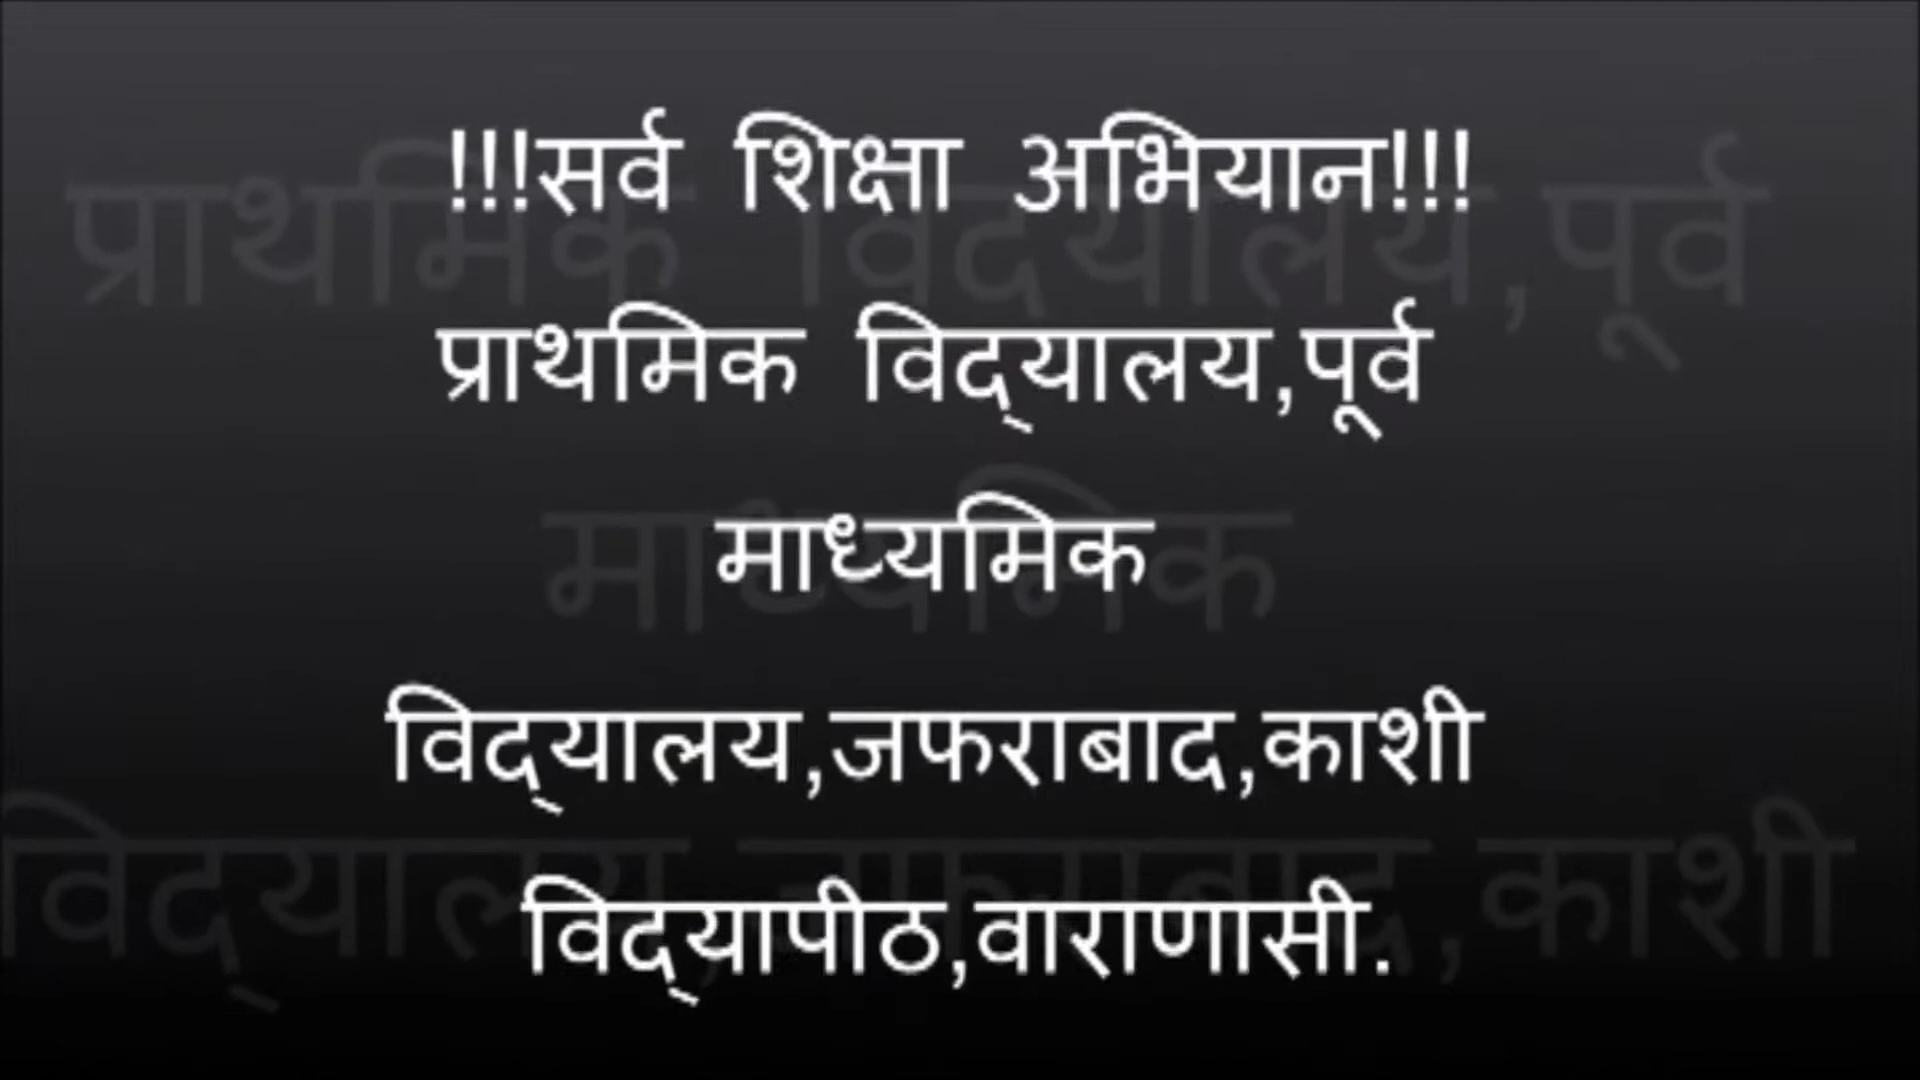 !!!सर्व शिक्षा अभियान!!!
प्राथमिक विद्‌यालय,पूर्व
माध्यमिक
विद्‌यालय,जफराबाद,काशी
विद्‌यापीठ,वाराणासी.